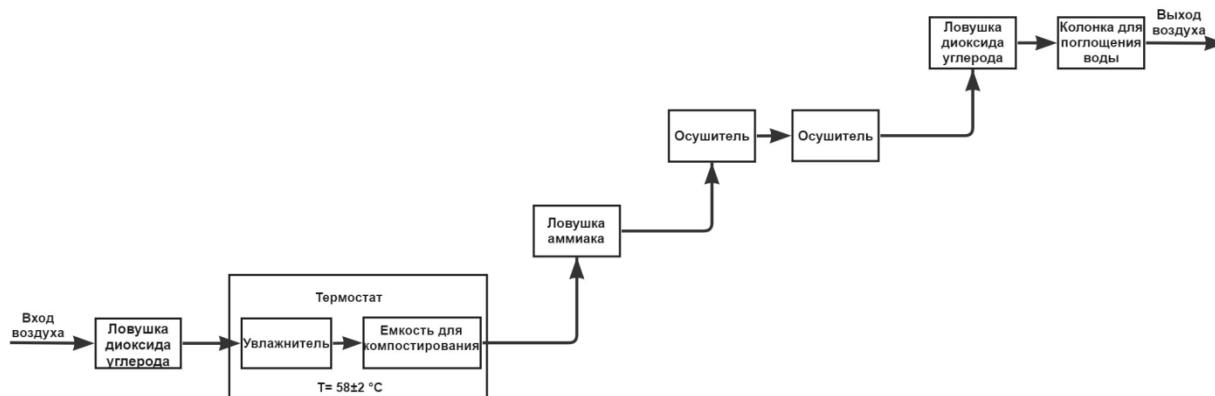 Вход
воздуха
Ловушка
диоксида
углерода
Термостат
Увлажнитель
Емкость для
компостирования
T= 58±2 °C
Ловушка
аммиака
Осушитель
Осушитель
Ловушка
диоксида
углерода
Колонка для
поглощения
воды
Выход
воздуха